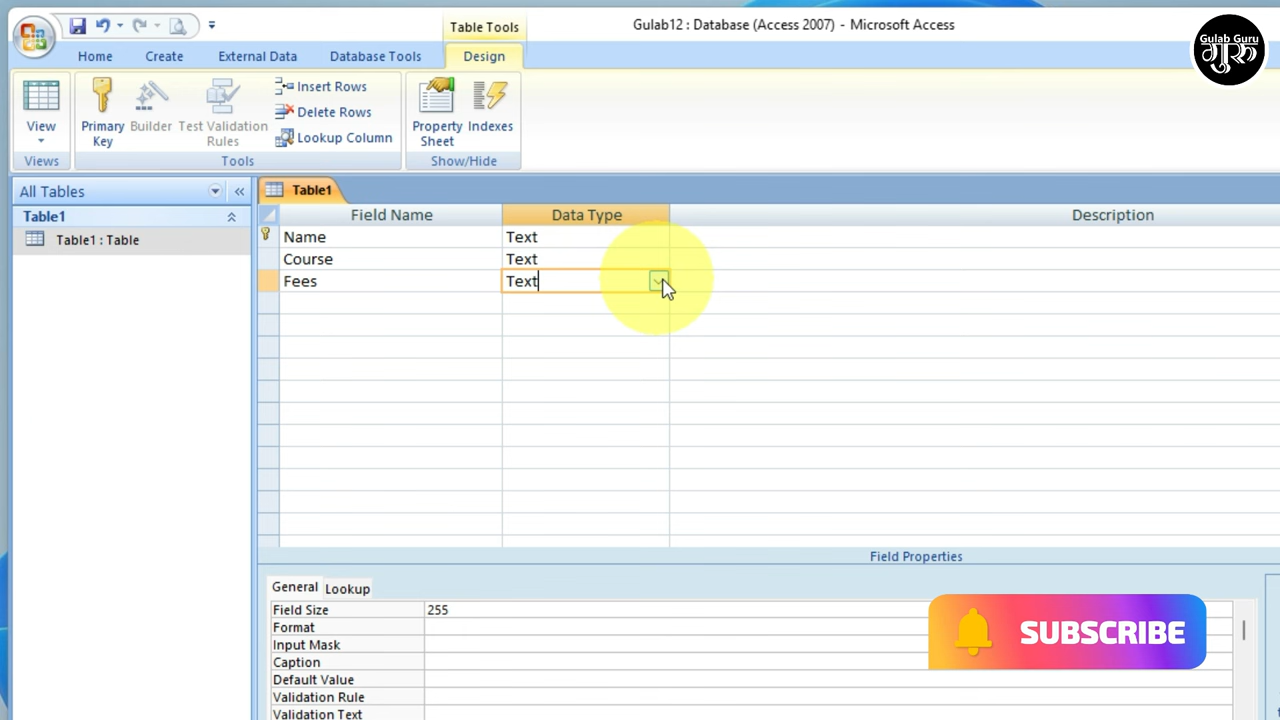 Table Tools
Gulab12 : Database (Access 2007) - Microsoft Access
Gulab Guru
गुरु
Home
Create
External Data
Database Tools
Design
View
Primary Key
Builder
Test Validation Rules
Insert Rows
Delete Rows
Lookup Column
Property Sheet
Indexes
Views
Tools
Show/Hide
All Tables
«
Table1
Table1
Table1 : Table
Field Name
Data Type
Description
Name
Text
Course
Text
Fees
Text
Field Properties
General
Lookup
Field Size
255
Format
Input Mask
Caption
Default Value
Validation Rule
Validation Text
SUBSCRIBE